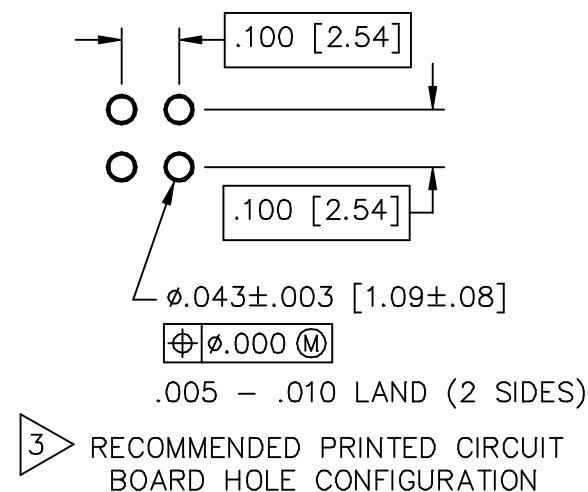 .100 [2.54]
.100 [2.54]
⌀.043±.003 [1.09±.08]
⌖ ⌀.000 Ⓜ
.005 – .010 LAND (2 SIDES)
3 RECOMMENDED PRINTED CIRCUIT
BOARD HOLE CONFIGURATION